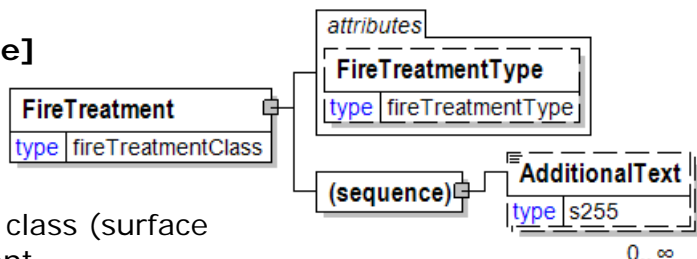 e]
attributes
FireTreatmentType
type fireTreatmentType
FireTreatment
type fireTreatmentClass
(sequence)
AdditionalText
type s255
0..∞
class (surface